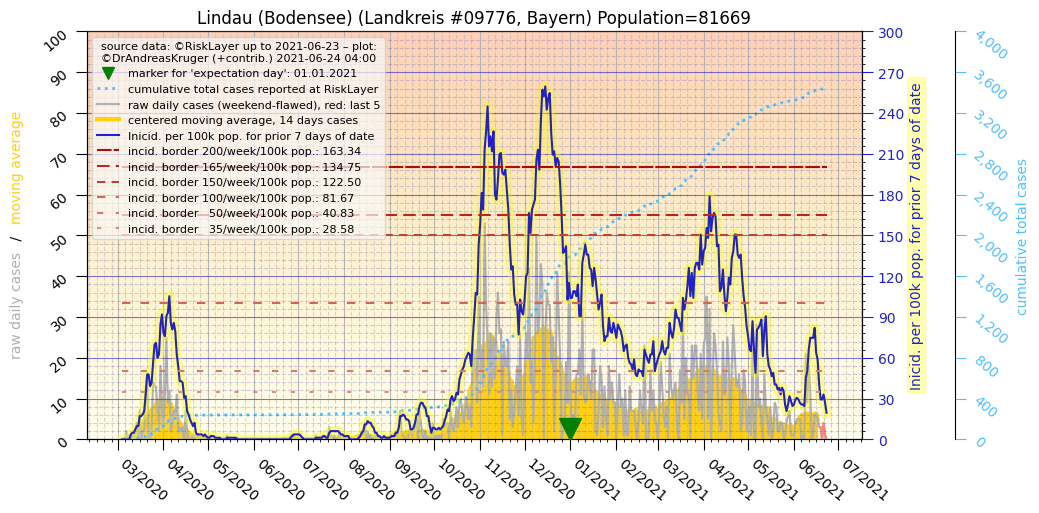 Lindau (Bodensee) (Landkreis #09776, Bayern) Population=81669
source data: ©RiskLayer up to 2021-06-23 – plot:
©DrAndreasKruger (+contrib.) 2021-06-24 04:00
marker for 'expectation day': 01.01.2021
cumulative total cases reported at RiskLayer
raw daily cases (weekend-flawed), red: last 5
centered moving average, 14 days cases
Inicid. per 100k pop. for prior 7 days of date
incid. border 200/week/100k pop.: 163.34
incid. border 165/week/100k pop.: 134.75
incid. border 150/week/100k pop.: 122.50
incid. border 100/week/100k pop.: 81.67
incid. border   50/week/100k pop.: 40.83
incid. border   35/week/100k pop.: 28.58
raw daily cases   /   moving average
100
90
80
70
60
50
40
30
20
10
0
03/2020
04/2020
05/2020
06/2020
07/2020
08/2020
09/2020
10/2020
11/2020
12/2020
01/2021
02/2021
03/2021
04/2021
05/2021
06/2021
07/2021
300
270
240
210
180
150
120
90
60
30
0
Inicid. per 100k pop. for prior 7 days of date
4,000
3,600
3,200
2,800
2,400
2,000
1,600
1,200
800
400
0
cumulative total cases